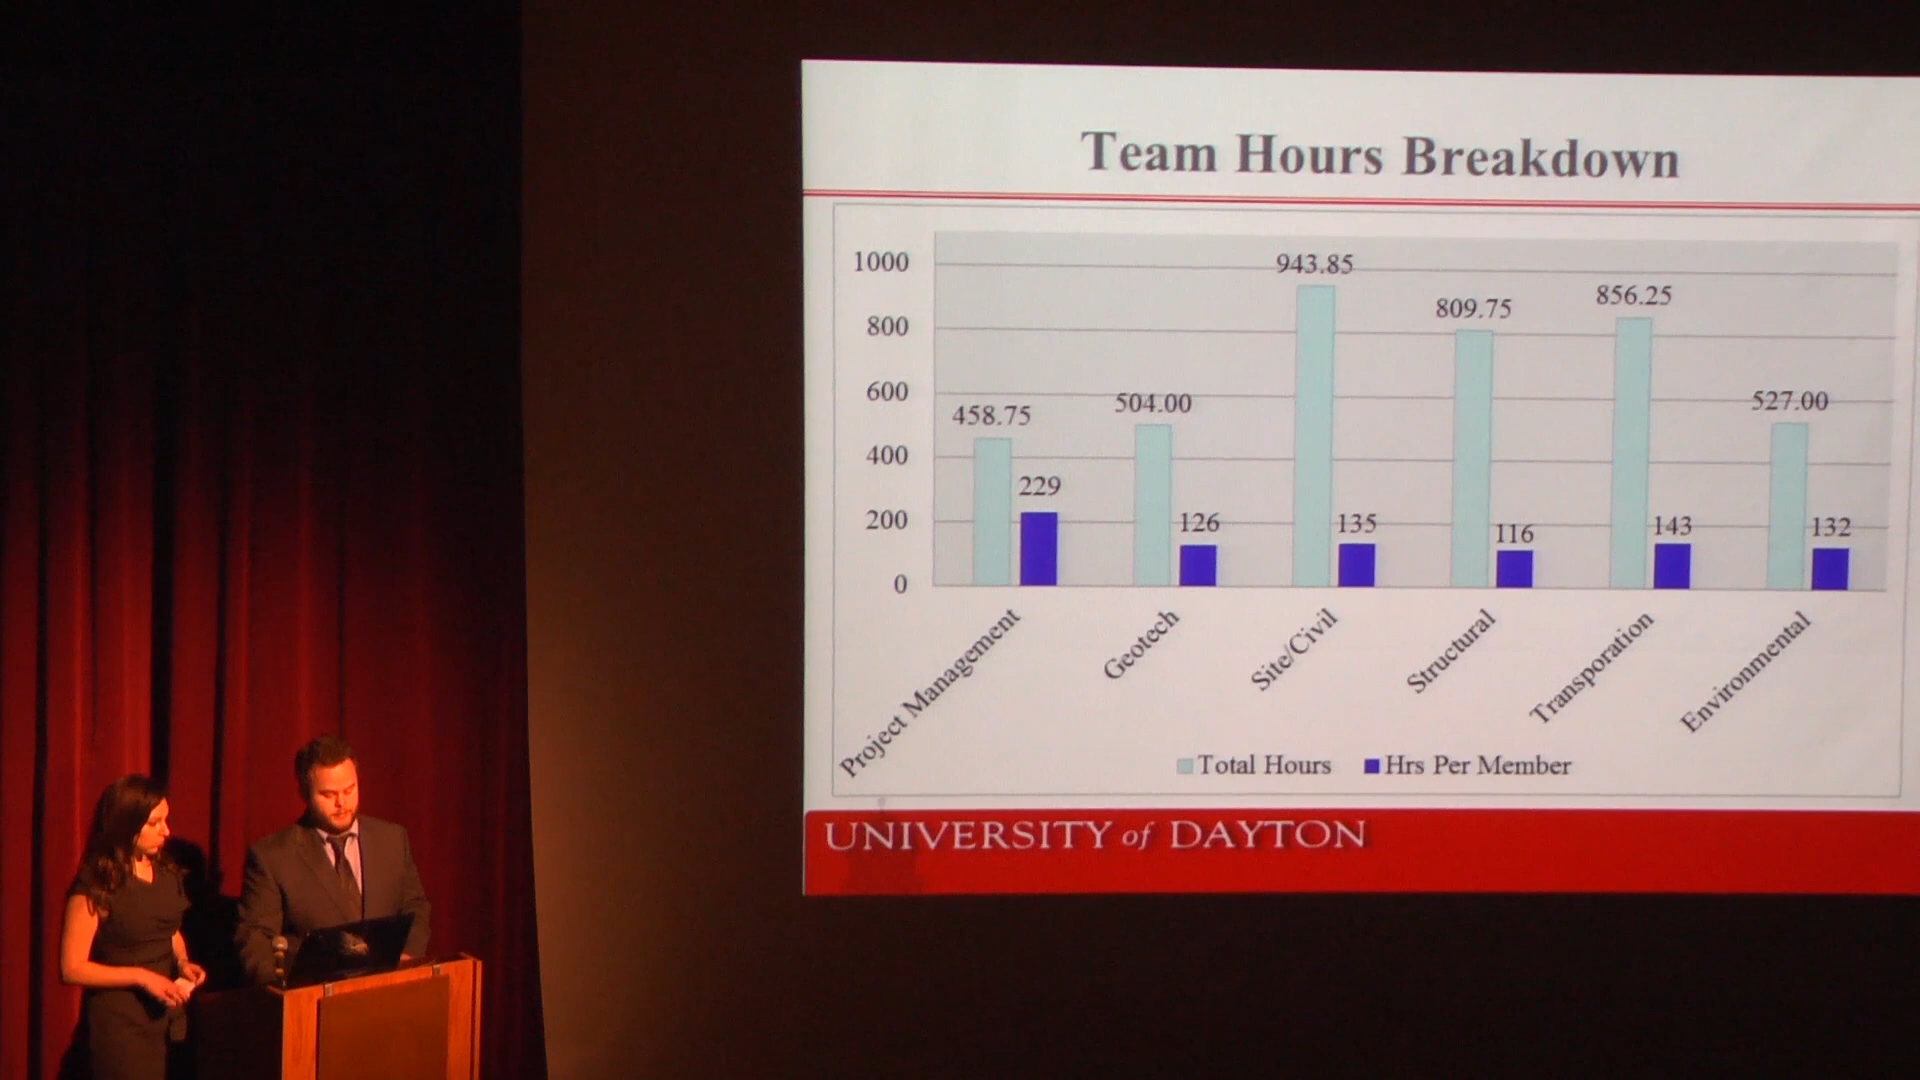 Team Hours Breakdown
1000
800
600
400
200
0
458.75
229
504.00
126
943.85
135
809.75
116
856.25
143
527.00
132
Project Management
Geotech
Site/Civil
Structural
Transporation
Environmental
Total Hours
Hrs Per Member
UNIVERSITY of DAYTON